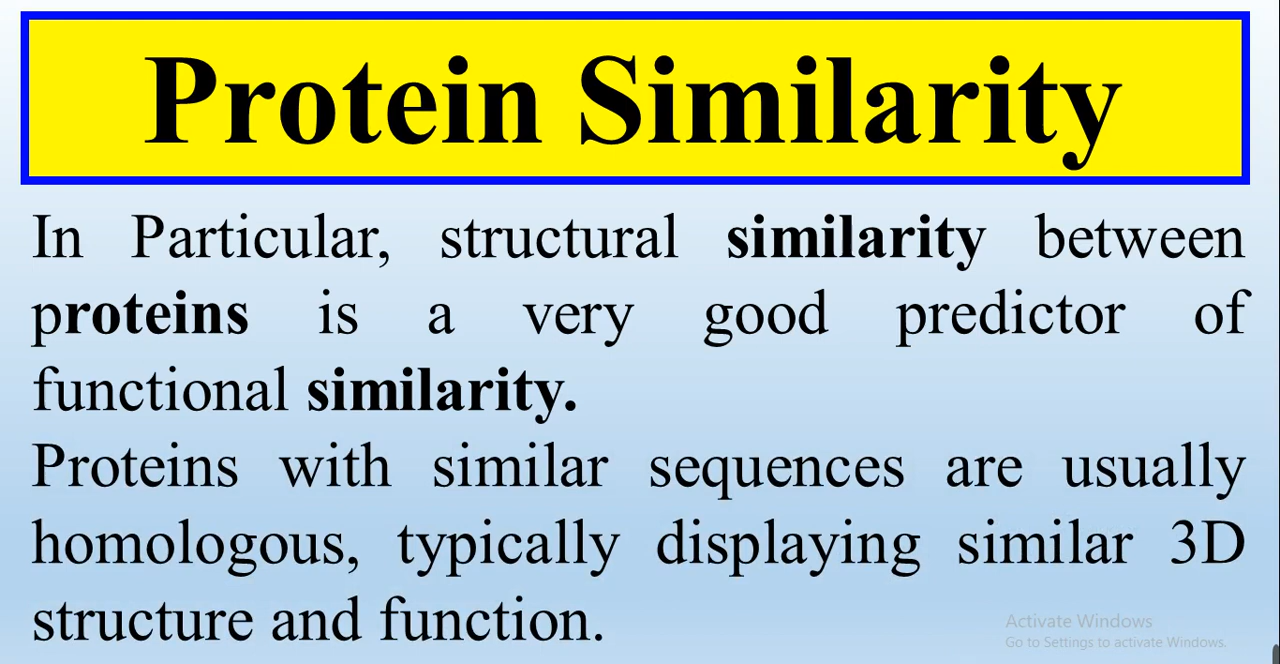 Protein Similarity
In Particular, structural similarity between
proteins is a very good predictor of
functional similarity.
Proteins with similar sequences are usually
homologous, typically displaying similar 3D
structure and function.
Activate Windows
Go to Settings to activate Windows.